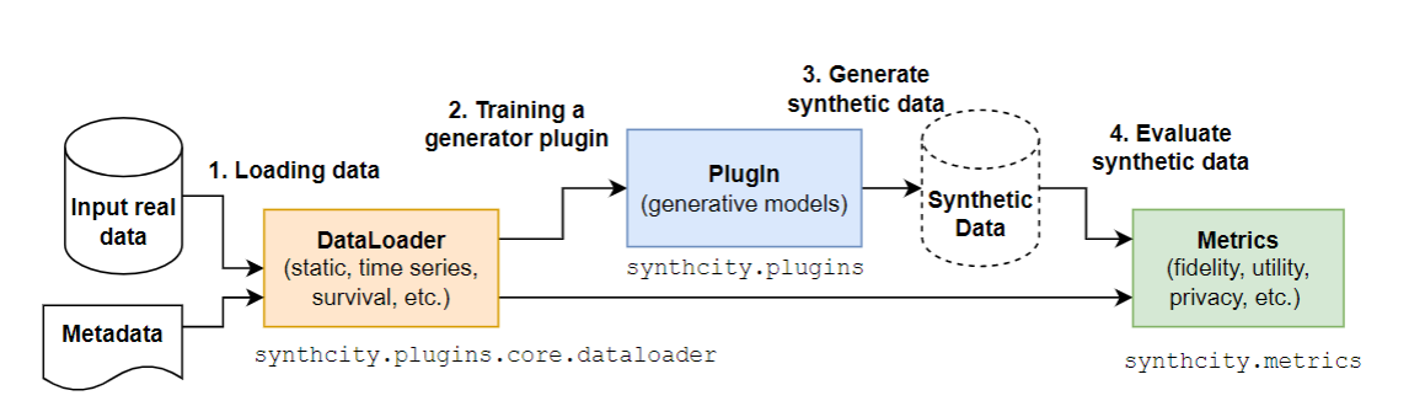 3. Generate
synthetic data
2. Training a
generator plugin
4. Evaluate
synthetic data
1. Loading data
PlugIn
(generative models)
Input real
data
Synthetic
Data
DataLoader
(static, time series,
survival, etc.)
Metrics
(fidelity, utility,
privacy, etc.)
synthcity.plugins
Metadata
synthcity.plugins.core.dataloader
synthcity.metrics